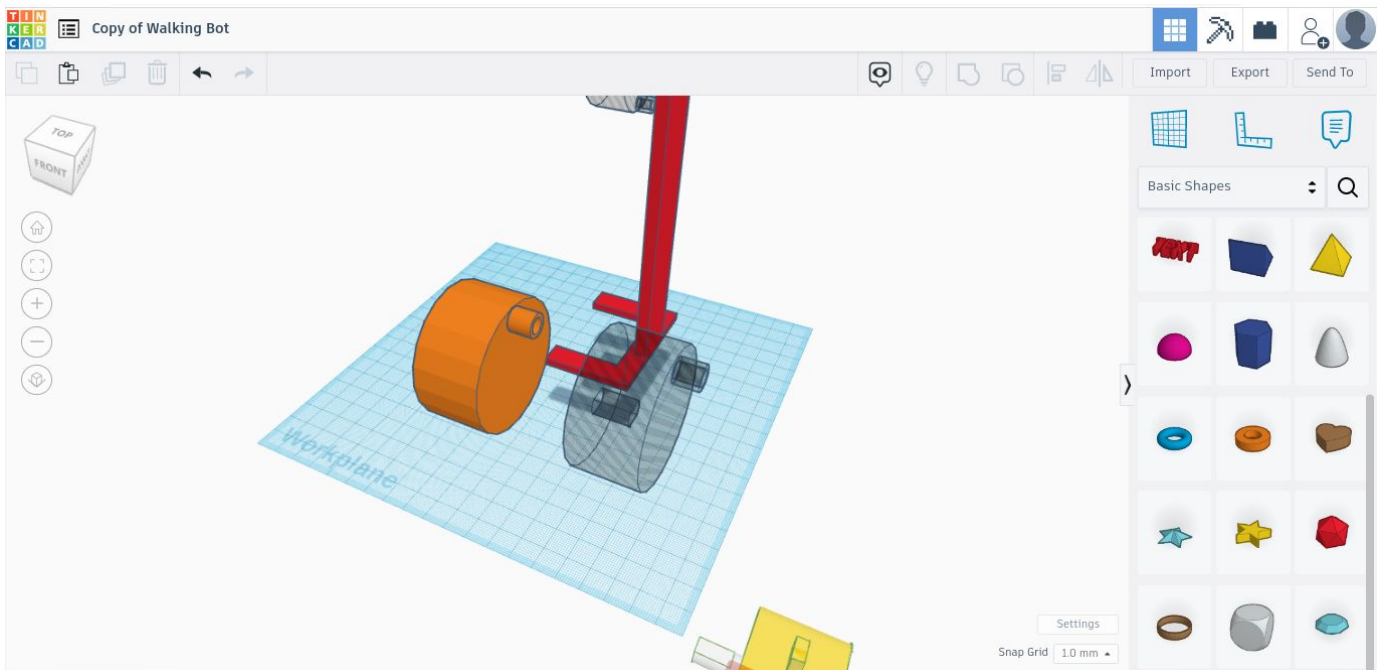 TIN
KER
CAD
Copy of Walking Bot
Import
Export
Send To
TOP
FRONT
Basic Shapes
TEXT
Workplane
Settings
Snap Grid 1.0 mm